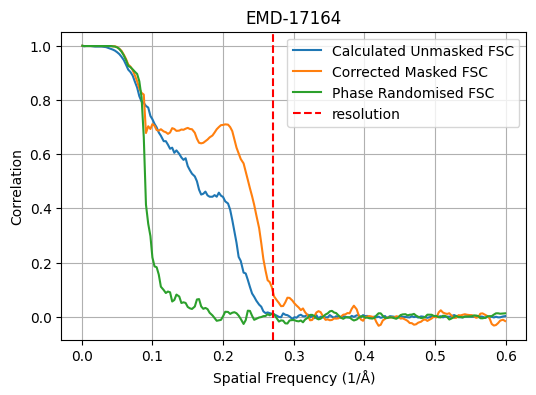 EMD-17164
Calculated Unmasked FSC
Corrected Masked FSC
Phase Randomised FSC
resolution
Correlation
1.0
0.8
0.6
0.4
0.2
0.0
0.0 0.1 0.2 0.3 0.4 0.5 0.6
Spatial Frequency (1/Å)